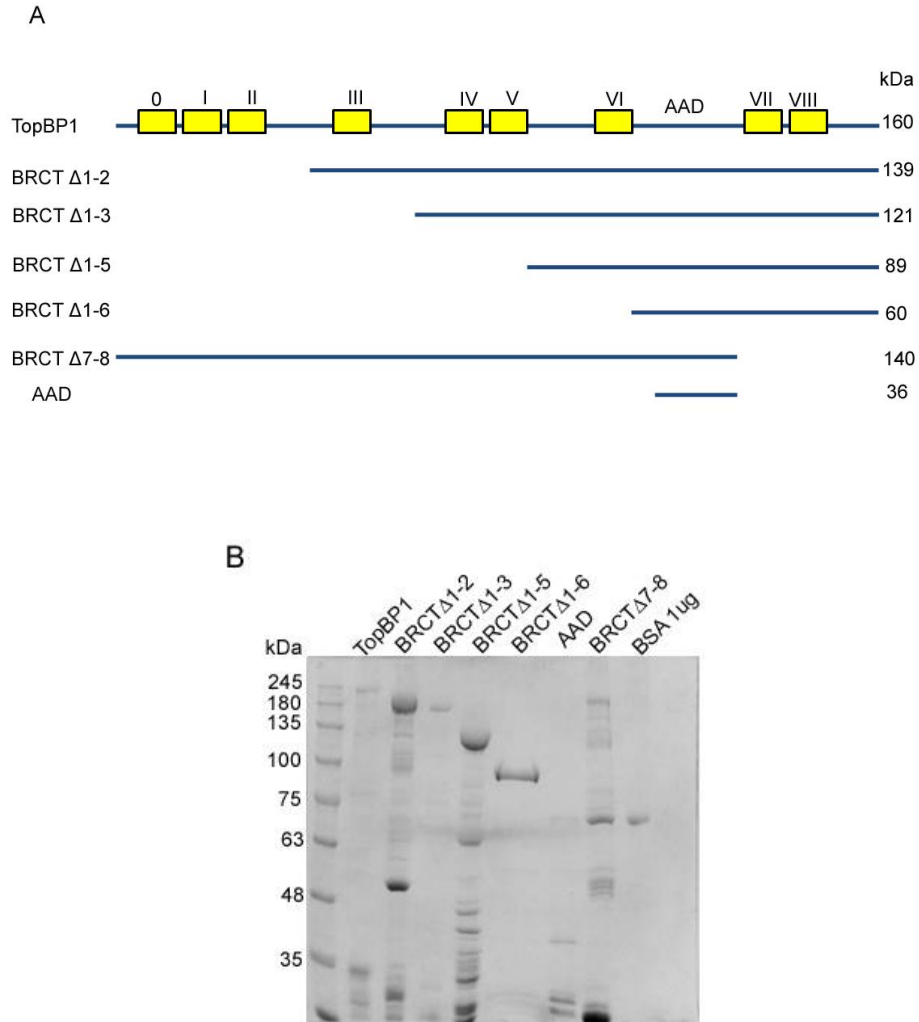 A
kDa
0 I II III IV V VI AAD VII VIII
TopBP1 160
BRCT Δ1-2 139
BRCT Δ1-3 121
BRCT Δ1-5 89
BRCT Δ1-6 60
BRCT Δ7-8 140
AAD 36
B
kDa TopBP1 BRCTΔ1-2 BRCTΔ1-3 BRCTΔ1-5 BRCTΔ1-6 AAD BRCTΔ7-8 BSA 1ug
245
180
135
100
75
63
48
35